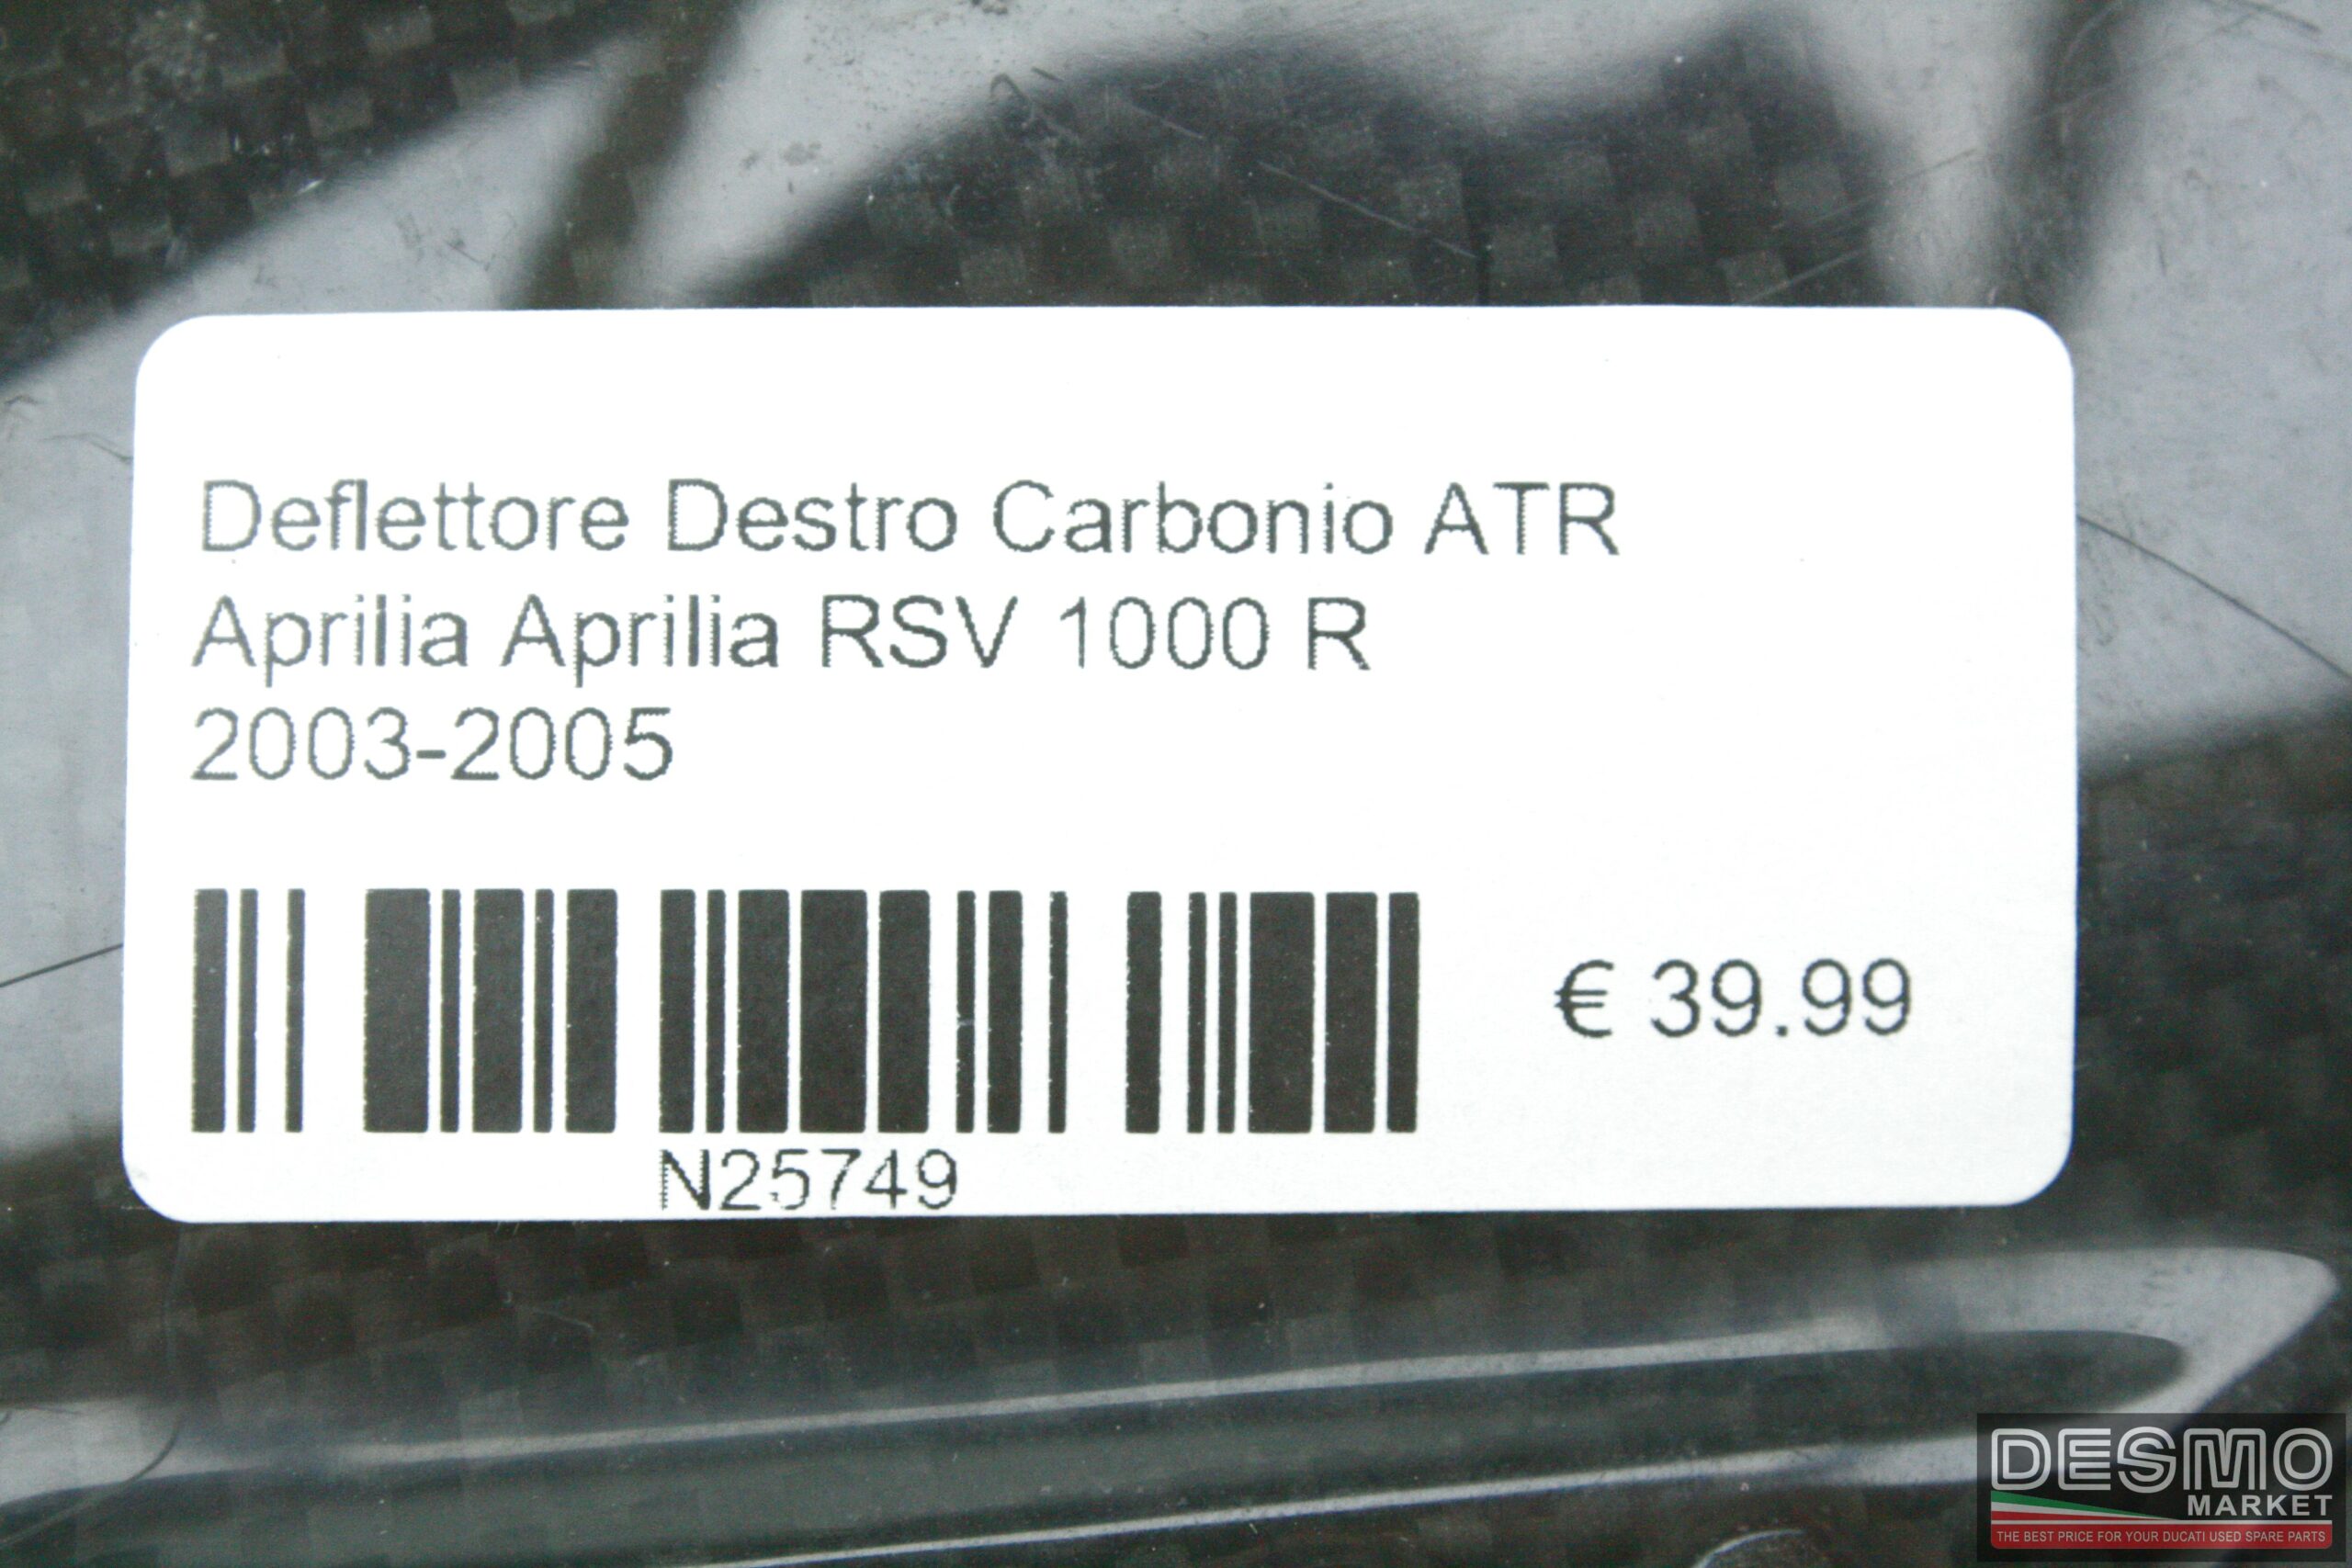 Deflettore Destro Carbonio ATR
Aprilia Aprilia RSV 1000 R
2003-2005
€ 39.99
N25749
DESMO
MARKET
THE BEST PRICE FOR YOUR DUCATI USED SPARE PARTS